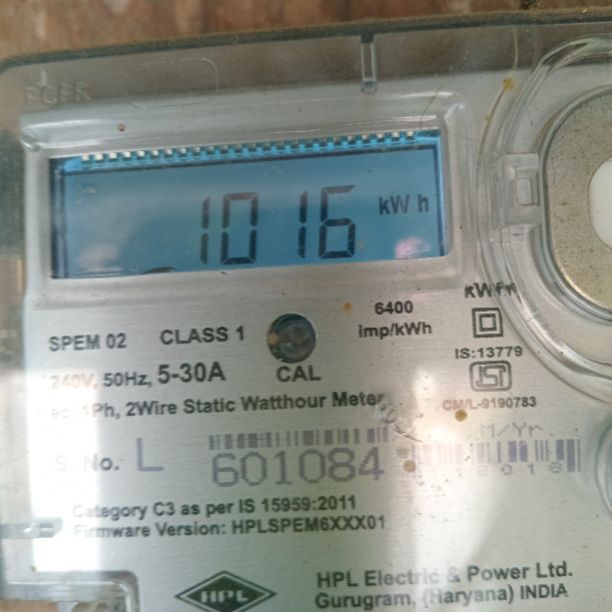 1016 kWh
6400
imp/kWh
SPEM 02 CLASS 1
IS:13779
240V, 50Hz, 5-30A
CAL
CM/L-9190783
ac, 1Ph, 2Wire Static Watthour Meter
M/Yr
S. No. L 601084
Category C3 as per IS 15959:2011
Firmware Version: HPLSPEM6XXX01
HPL
HPL Electric & Power Ltd.
Gurugram, (Haryana) INDIA